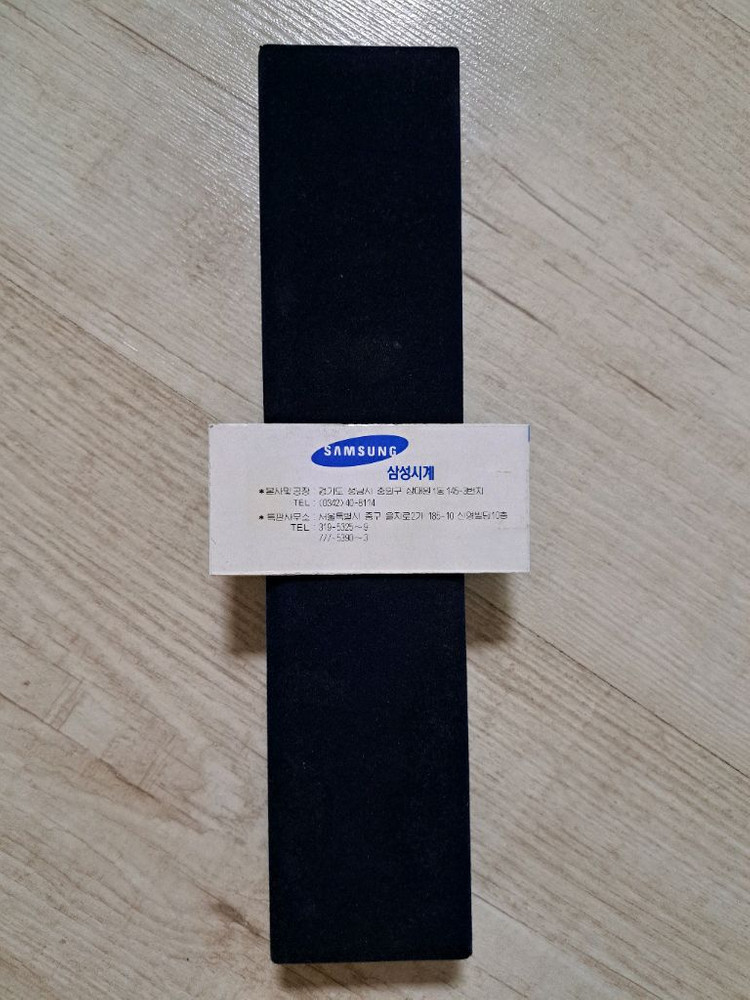 SAMSUNG
삼성시계
*본사및공장 : 경기도 성남시 중원구 상대원1동 145-3번지
TEL : (0342)40-8114
*특판사무소 : 서울특별시 중구 을지로2가 185-10 신영빌딩10층
TEL : 319-5325~9
777-5390~3